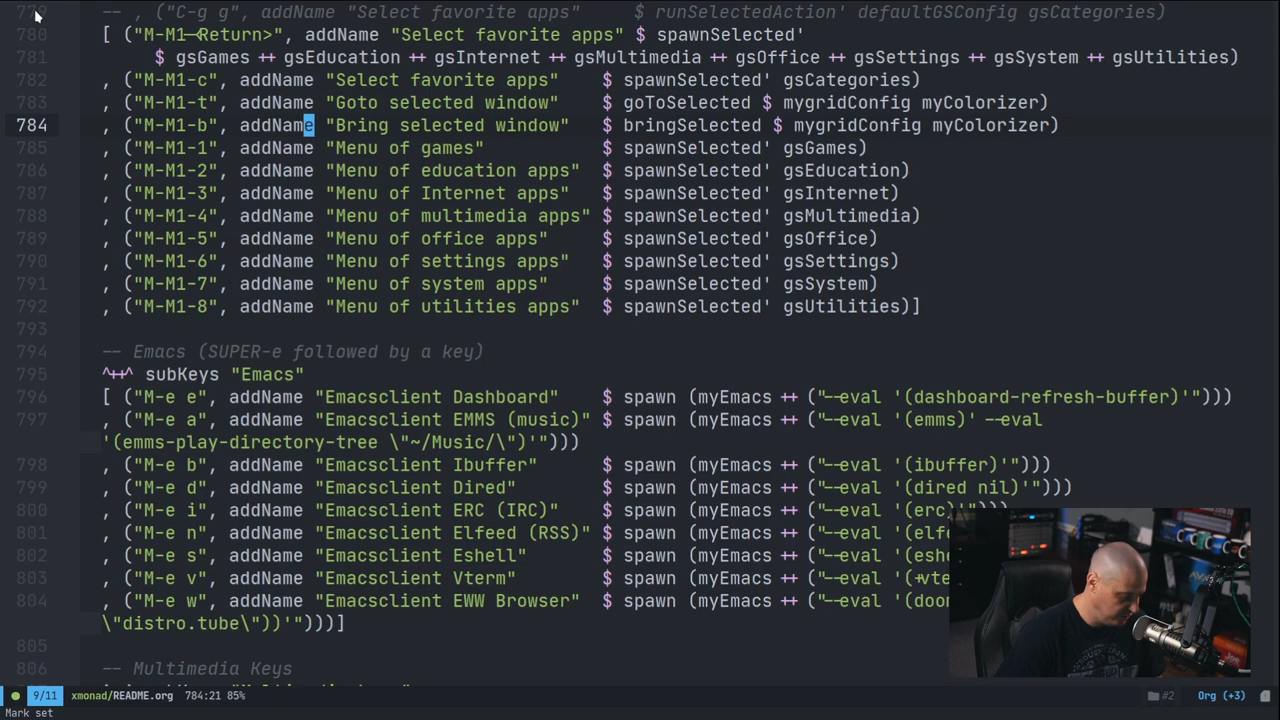 779 -- , ("C-g g", addName "Select favorite apps" $ runSelectedAction' defaultGSConfig gsCategories)
780 [ ("M-M1-<Return>", addName "Select favorite apps" $ spawnSelected'
781 $ gsGames ++ gsEducation ++ gsInternet ++ gsMultimedia ++ gsOffice ++ gsSettings ++ gsSystem ++ gsUtilities)
782 , ("M-M1-c", addName "Select favorite apps" $ spawnSelected' gsCategories)
783 , ("M-M1-t", addName "Goto selected window" $ goToSelected $ mygridConfig myColorizer)
784 , ("M-M1-b", addName "Bring selected window" $ bringSelected $ mygridConfig myColorizer)
785 , ("M-M1-1", addName "Menu of games" $ spawnSelected' gsGames)
786 , ("M-M1-2", addName "Menu of education apps" $ spawnSelected' gsEducation)
787 , ("M-M1-3", addName "Menu of Internet apps" $ spawnSelected' gsInternet)
788 , ("M-M1-4", addName "Menu of multimedia apps" $ spawnSelected' gsMultimedia)
789 , ("M-M1-5", addName "Menu of office apps" $ spawnSelected' gsOffice)
790 , ("M-M1-6", addName "Menu of settings apps" $ spawnSelected' gsSettings)
791 , ("M-M1-7", addName "Menu of system apps" $ spawnSelected' gsSystem)
792 , ("M-M1-8", addName "Menu of utilities apps" $ spawnSelected' gsUtilities)]
793
794 -- Emacs (SUPER-e followed by a key)
795 ^++^ subKeys "Emacs"
796 [ ("M-e e", addName "Emacsclient Dashboard" $ spawn (myEmacs ++ ("--eval '(dashboard-refresh-buffer)'")))
797 , ("M-e a", addName "Emacsclient EMMS (music)" $ spawn (myEmacs ++ ("--eval '(emms)' --eval
'(emms-play-directory-tree \"~/Music/\")'")))
798 , ("M-e b", addName "Emacsclient Ibuffer" $ spawn (myEmacs ++ ("--eval '(ibuffer)'")))
799 , ("M-e d", addName "Emacsclient Dired" $ spawn (myEmacs ++ ("--eval '(dired nil)'")))
800 , ("M-e i", addName "Emacsclient ERC (IRC)" $ spawn (myEmacs ++ ("--eval '(erc)'")))
801 , ("M-e n", addName "Emacsclient Elfeed (RSS)" $ spawn (myEmacs ++ ("--eval '(elf
802 , ("M-e s", addName "Emacsclient Eshell" $ spawn (myEmacs ++ ("--eval '(eshe
803 , ("M-e v", addName "Emacsclient Vterm" $ spawn (myEmacs ++ ("--eval '(+vte
804 , ("M-e w", addName "Emacsclient EWW Browser" $ spawn (myEmacs ++ ("--eval '(doom
\"distro.tube\"))'")))]
805
806 -- Multimedia Keys
9/11 xmonad/README.org 784:21 85% #2 Org (+3)
Mark set